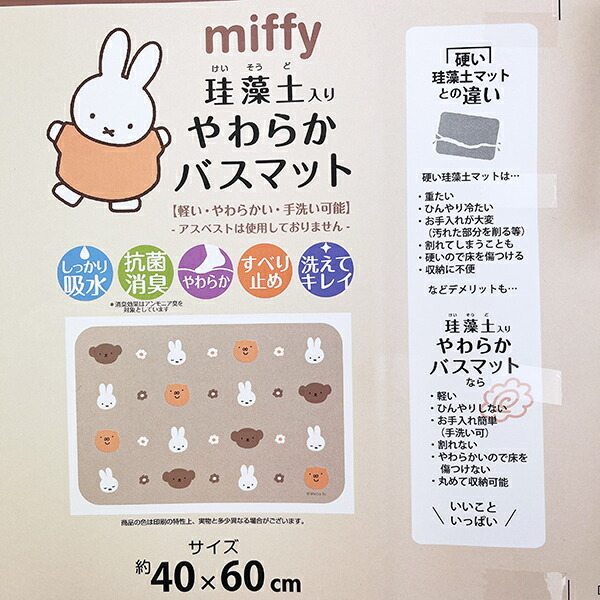 miffy
けい そう ど
珪藻土入り
やわらか
バスマット
【軽い・やわらかい・手洗い可能】
- アスベストは使用しておりません -
しっかり
吸水
抗菌
消臭
やわらか
すべり
止め
洗えて
キレイ
＊消臭効果はアンモニア臭を
対象としています
商品の色は印刷の特性上、実物と多少異なる場合がございます。
サイズ
約40×60cm
硬い
珪藻土マット
との違い
硬い珪藻土マットは…
・重たい
・ひんやり冷たい
・お手入れが大変
（汚れた部分を削る等）
・割れてしまうことも
・硬いので床を傷つける
・収納に不便
などデメリットも…
けい そう ど
珪藻土入り
やわらか
バスマット
なら
・軽い
・ひんやりしない
・お手入れ簡単
（手洗い可）
・割れない
・やわらかいので床を
傷つけない
・丸めて収納可能
いいこと
いっぱい